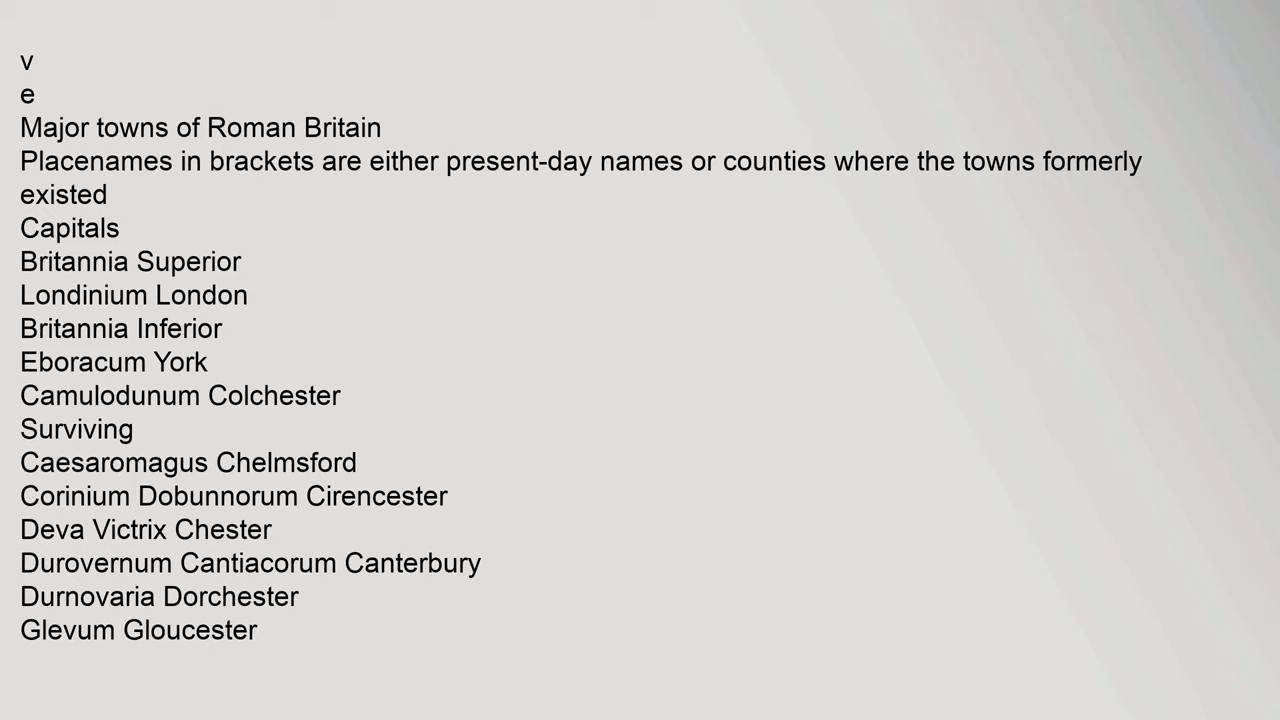 v
e
Major towns of Roman Britain
Placenames in brackets are either present-day names or counties where the towns formerly
existed
Capitals
Britannia Superior
Londinium London
Britannia Inferior
Eboracum York
Camulodunum Colchester
Surviving
Caesaromagus Chelmsford
Corinium Dobunnorum Cirencester
Deva Victrix Chester
Durovernum Cantiacorum Canterbury
Durnovaria Dorchester
Glevum Gloucester